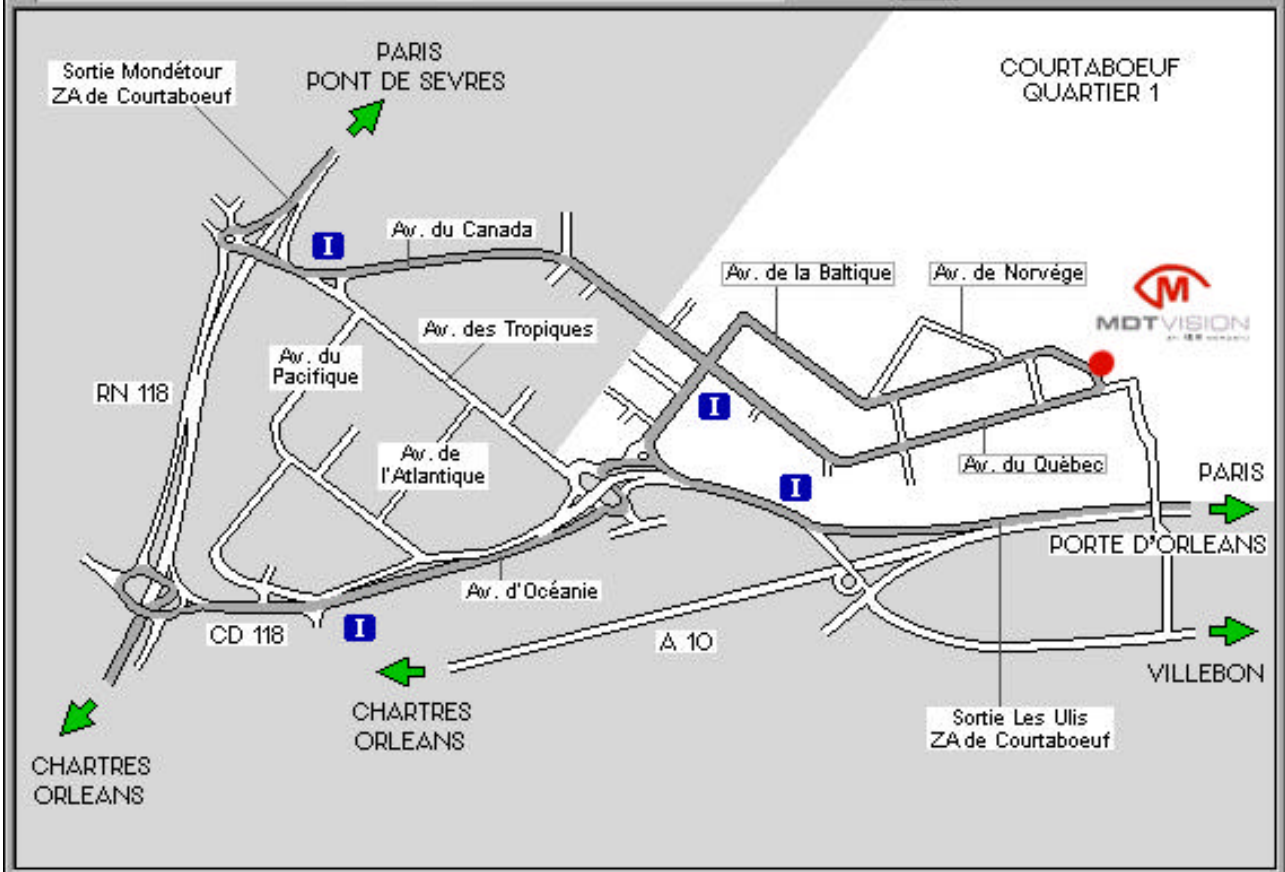 PARIS
PONT DE SEVRES
Sortie Mondétour
ZA de Courtaboeuf
COURTABOEUF
QUARTIER 1
I
Av. du Canada
Av. de la Baltique
Av. de Norvége
M
MDTVISION
Av. des Tropiques
Av. du
Pacifique
RN 118
I
Av. de
l'Atlantique
Av. du Québec
PARIS
I
PORTE D'ORLEANS
Av. d'Océanie
CD 118
I
A 10
VILLEBON
CHARTRES
ORLEANS
Sortie Les Ulis
ZA de Courtaboeuf
CHARTRES
ORLEANS